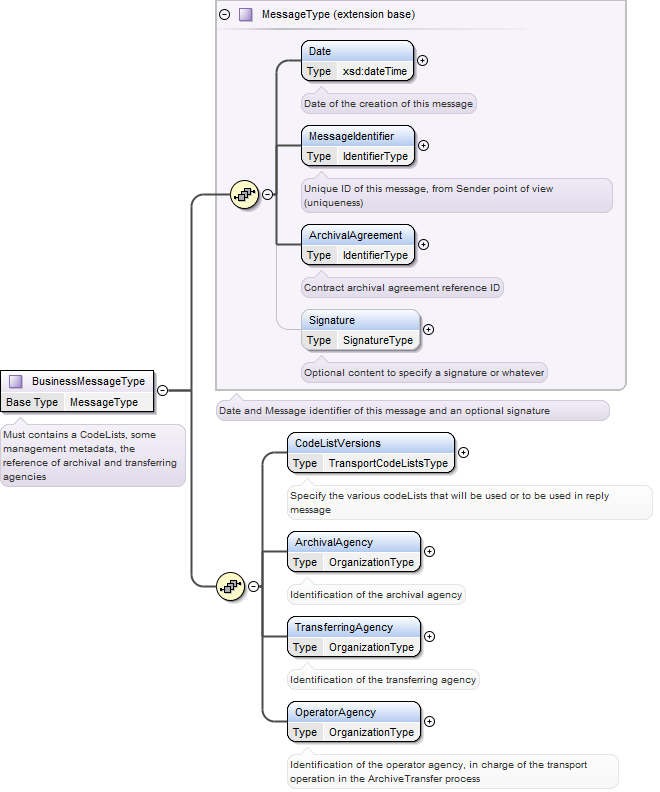 MessageType (extension base)
Date
Type xsd:dateTime
Date of the creation of this message
MessageIdentifier
Type IdentifierType
Unique ID of this message, from Sender point of view
(uniqueness)
ArchivalAgreement
Type IdentifierType
Contract archival agreement reference ID
Signature
Type SignatureType
Optional content to specify a signature or whatever
BusinessMessageType
Base Type MessageType
Must contains a CodeLists, some
management metadata, the
reference of archival and transferring
agencies
Date and Message identifier of this message and an optional signature
CodeListVersions
Type TransportCodeListsType
Specify the various codeLists that will be used or to be used in reply
message
ArchivalAgency
Type OrganizationType
Identification of the archival agency
TransferringAgency
Type OrganizationType
Identification of the transferring agency
OperatorAgency
Type OrganizationType
Identification of the operator agency, in charge of the transport
operation in the ArchiveTransfer process